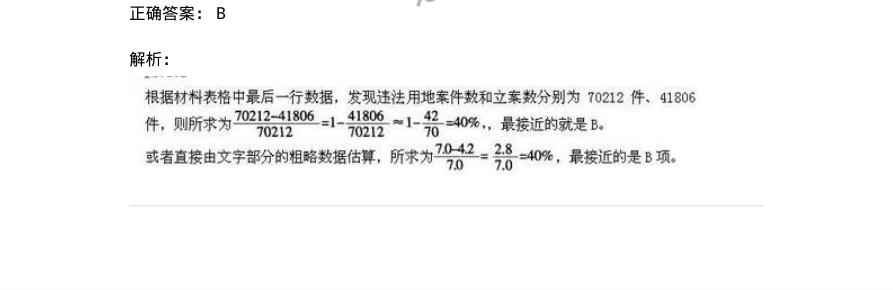 正确答案： B
解析：
根据材料表格中最后一行数据，发现违法用地案件数和立案数分别为 70212 件、41806
件，则所求为 (70212-41806)/70212 =1- 41806/70212 ≈1- 42/70 =40%.，最接近的就是 B。
或者直接由文字部分的粗略数据估算，所求为 (7.0-4.2)/7.0 = 2.8/7.0 =40%，最接近的是 B 项。